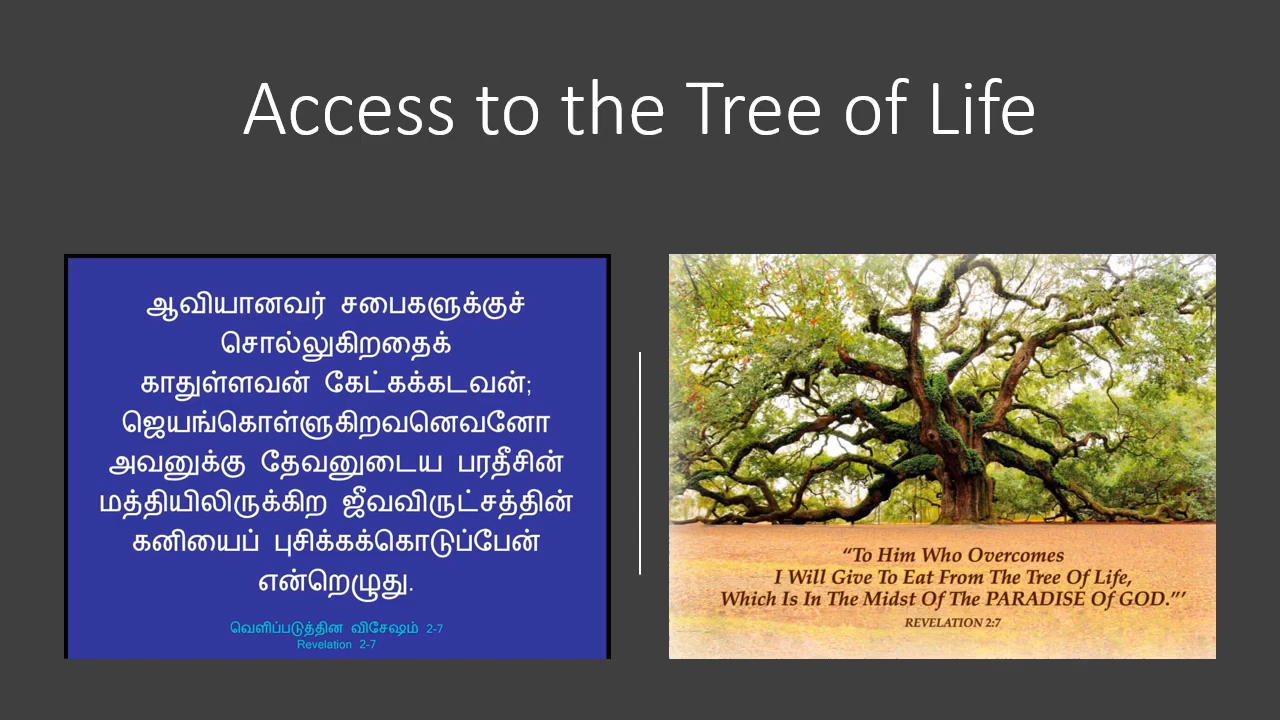 Access to the Tree of Life
ஆவியானவர் சபைகளுக்குச்
சொல்லுகிறதைக்
காதுள்ளவன் கேட்கக்கடவன்;
ஜெயங்கொள்ளுகிறவனெவனோ
அவனுக்கு தேவனுடைய பரதீசின்
மத்தியிலிருக்கிற ஜீவவிருட்சத்தின்
கனியைப் புசிக்கக்கொடுப்பேன்
என்றெழுது.
வெளிப்படுத்தின விசேஷம் 2-7
Revelation 2-7
“To Him Who Overcomes
I Will Give To Eat From The Tree Of Life,
Which Is In The Midst Of The PARADISE Of GOD.”’
REVELATION 2:7